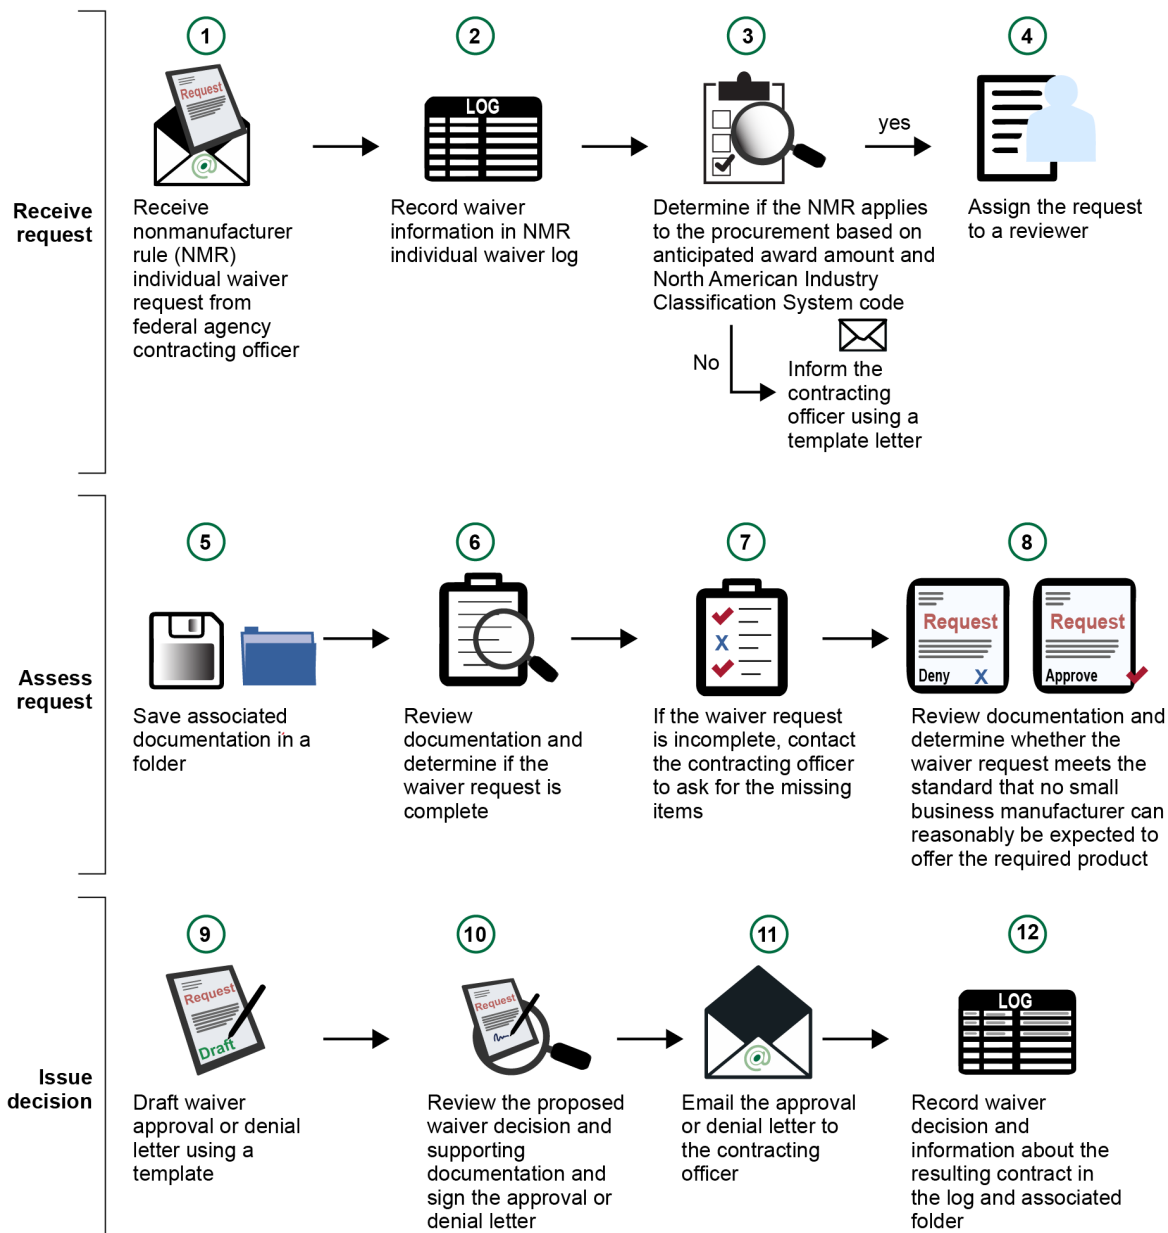 1
2
3
4
Request
@
LOG
yes
Receive
request
Receive
nonmanufacturer
rule (NMR)
individual waiver
request from
federal agency
contracting officer
Record waiver
information in NMR
individual waiver log
Determine if the NMR applies
to the procurement based on
anticipated award amount and
North American Industry
Classification System code
Assign the request
to a reviewer
No
Inform the
contracting
officer using a
template letter
5
6
7
8
Request
Deny X
Request
Approve
X
Assess
request
Save associated
documentation in a
folder
Review
documentation and
determine if the
waiver request is
complete
If the waiver request
is incomplete, contact
the contracting officer
to ask for the missing
items
Review documentation and
determine whether the
waiver request meets the
standard that no small
business manufacturer can
reasonably be expected to
offer the required product
9
10
11
12
Request
Draft
Request
@
LOG
Issue
decision
Draft waiver
approval or denial
letter using a
template
Review the proposed
waiver decision and
supporting
documentation and
sign the approval or
denial letter
Email the approval
or denial letter to
the contracting
officer
Record waiver
decision and
information about the
resulting contract in
the log and associated
folder